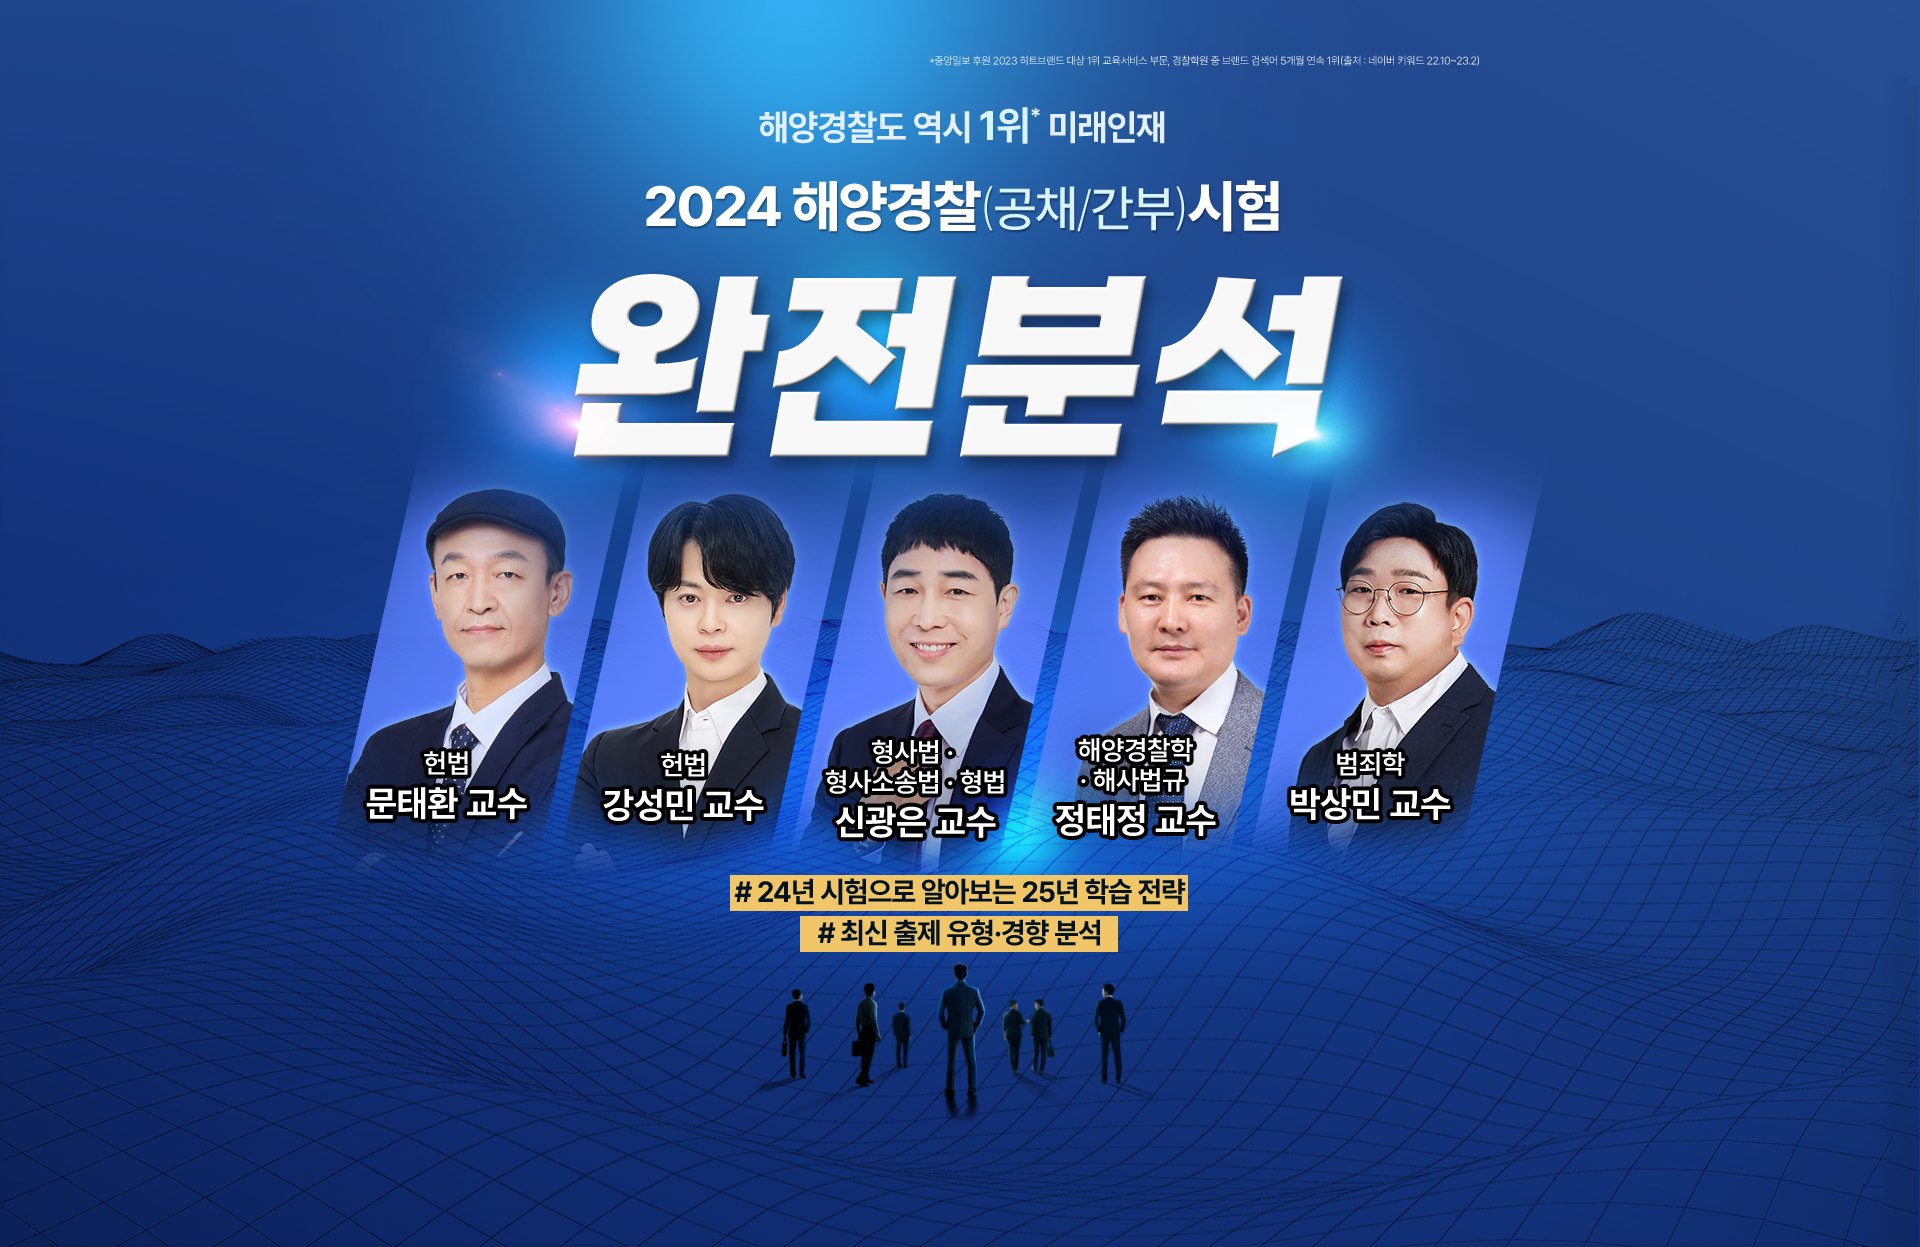 *중앙일보 후원 2023 히트브랜드 대상 1위 교육서비스 부문, 경찰학원 중 브랜드 검색어 5개월 연속 1위(출처 : 네이버 키워드 22.10~23.2)
해양경찰도 역시 1위* 미래인재
2024 해양경찰(공채/간부)시험
완전분석
헌법
문태환 교수
헌법
강성민 교수
형사법 ·
형사소송법 · 형법
신광은 교수
해양경찰학
· 해사법규
정태정 교수
범죄학
박상민 교수
# 24년 시험으로 알아보는 25년 학습 전략
# 최신 출제 유형·경향 분석